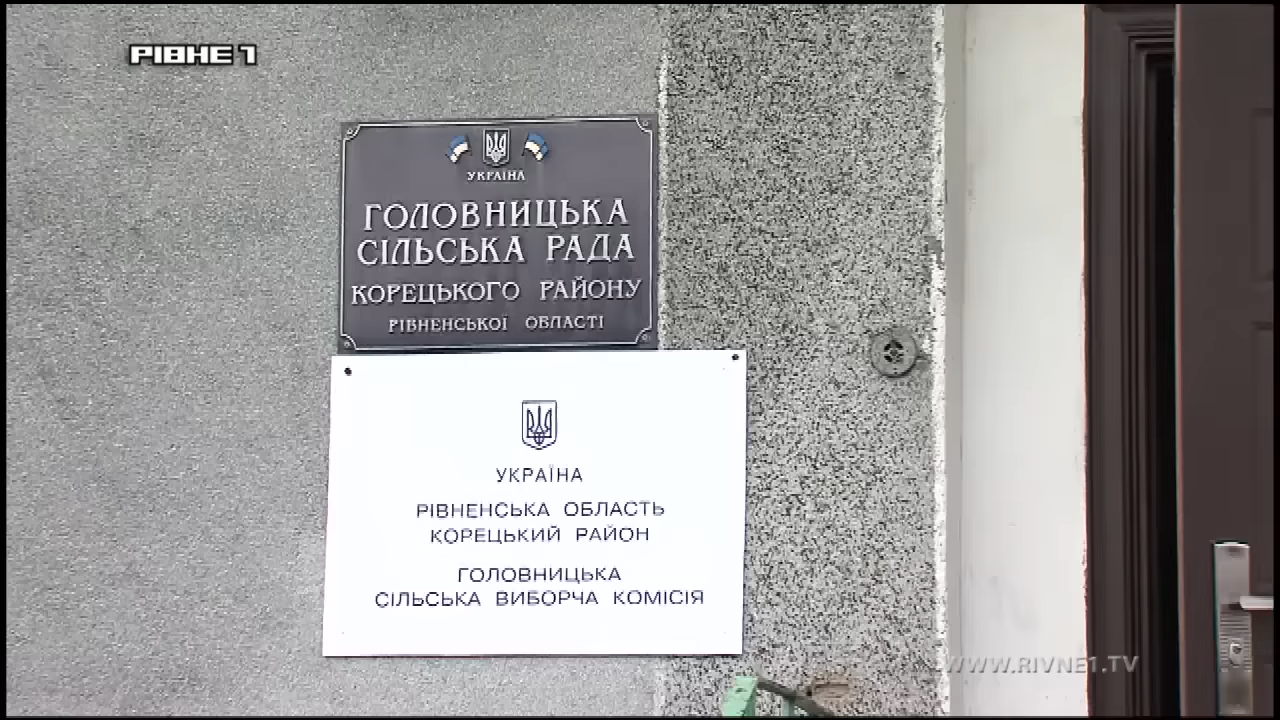 РІВНЕ 1
УКРАЇНА
ГОЛОВНИЦЬКА
СІЛЬСЬКА РАДА
КОРЕЦЬКОГО РАЙОНУ
РІВНЕНСЬКОЇ ОБЛАСТІ
УКРАЇНА
РІВНЕНСЬКА ОБЛАСТЬ
КОРЕЦЬКИЙ РАЙОН
ГОЛОВНИЦЬКА
СІЛЬСЬКА ВИБОРЧА КОМІСІЯ
WWW.RIVNE1.TV